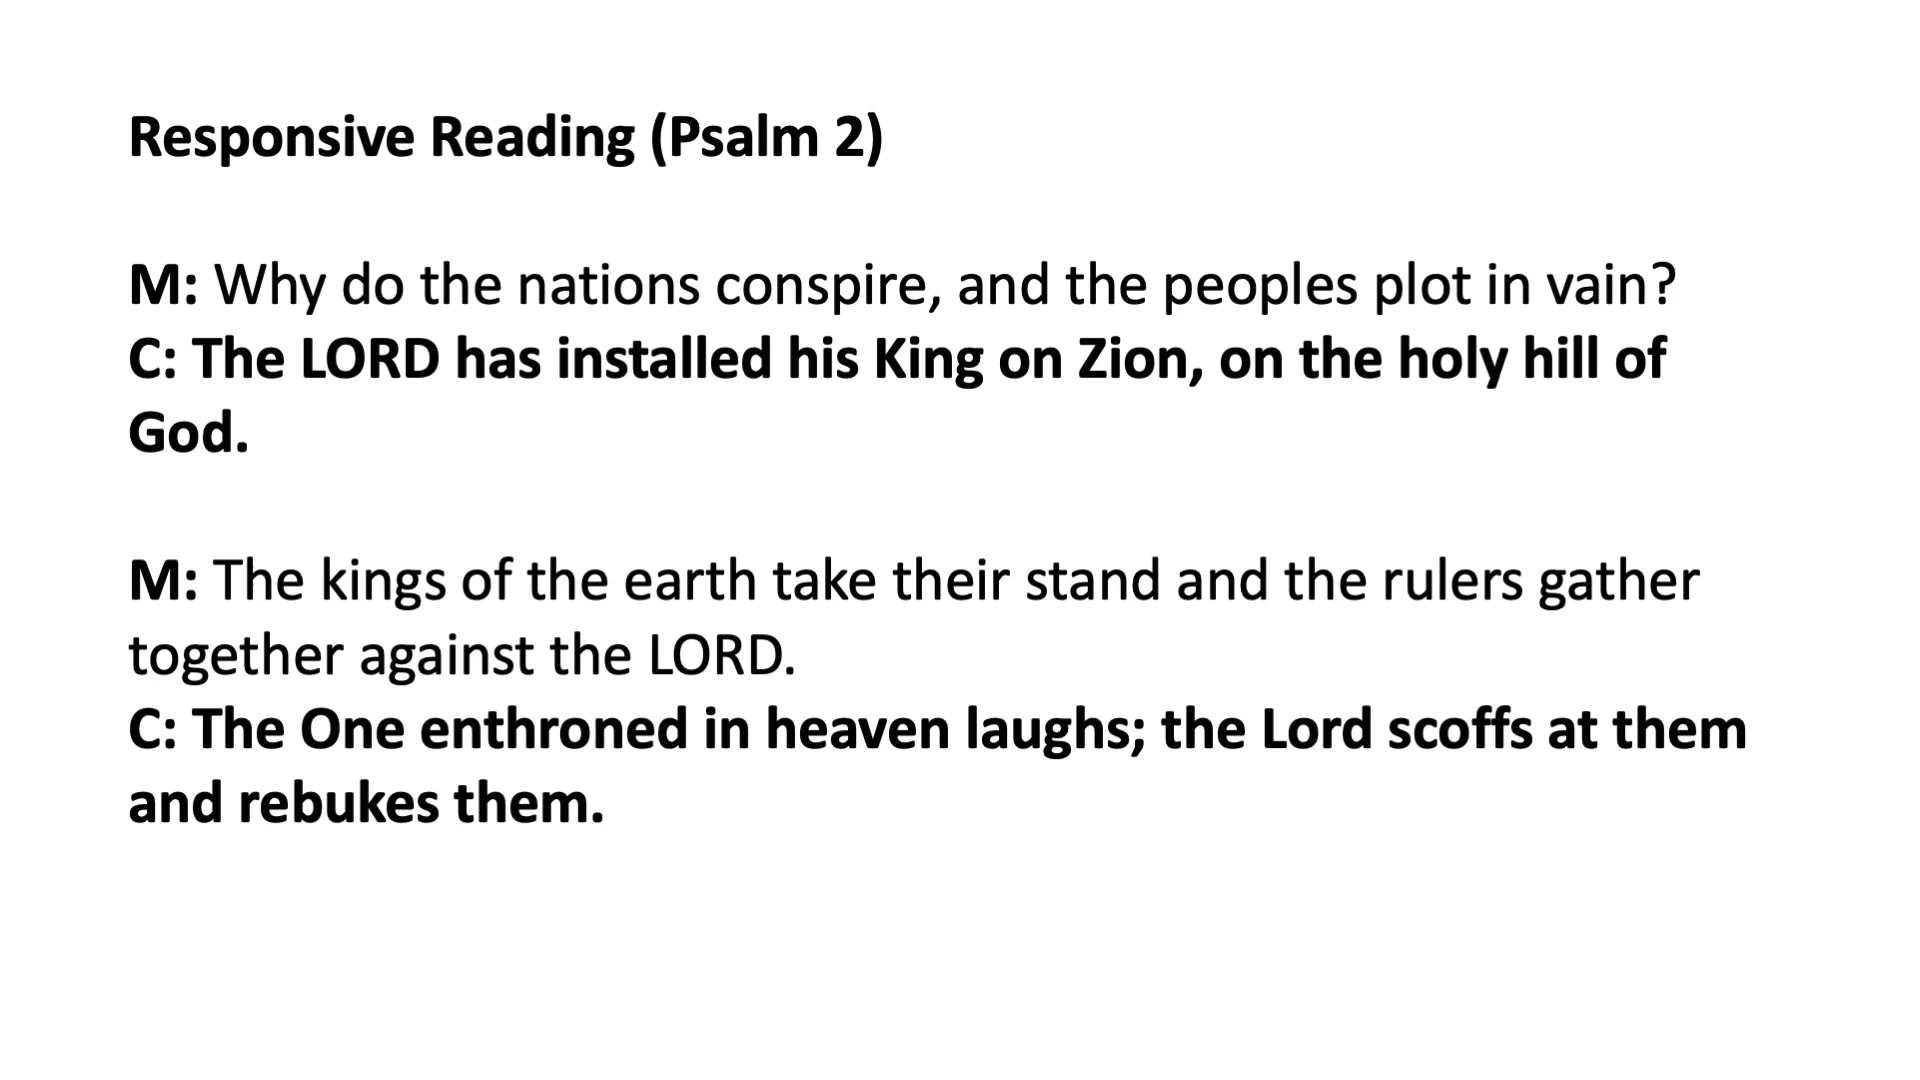 Responsive Reading (Psalm 2)
M: Why do the nations conspire, and the peoples plot in vain?
C: The LORD has installed his King on Zion, on the holy hill of
God.
M: The kings of the earth take their stand and the rulers gather
together against the LORD.
C: The One enthroned in heaven laughs; the Lord scoffs at them
and rebukes them.